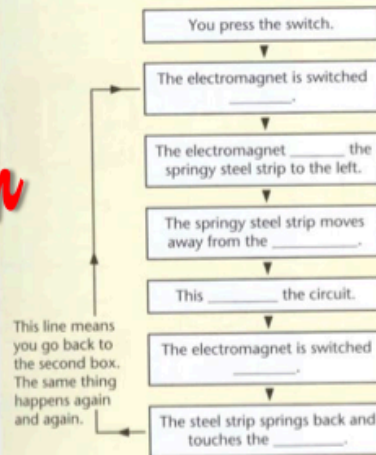 You press the switch.
The electromagnet is switched
________.
The electromagnet ________ the
springy steel strip to the left.
The springy steel strip moves
away from the ________.
This ________ the circuit.
The electromagnet is switched
________.
The steel strip springs back and
touches the ________.
This line means
you go back to
the second box.
The same thing
happens again
and again.